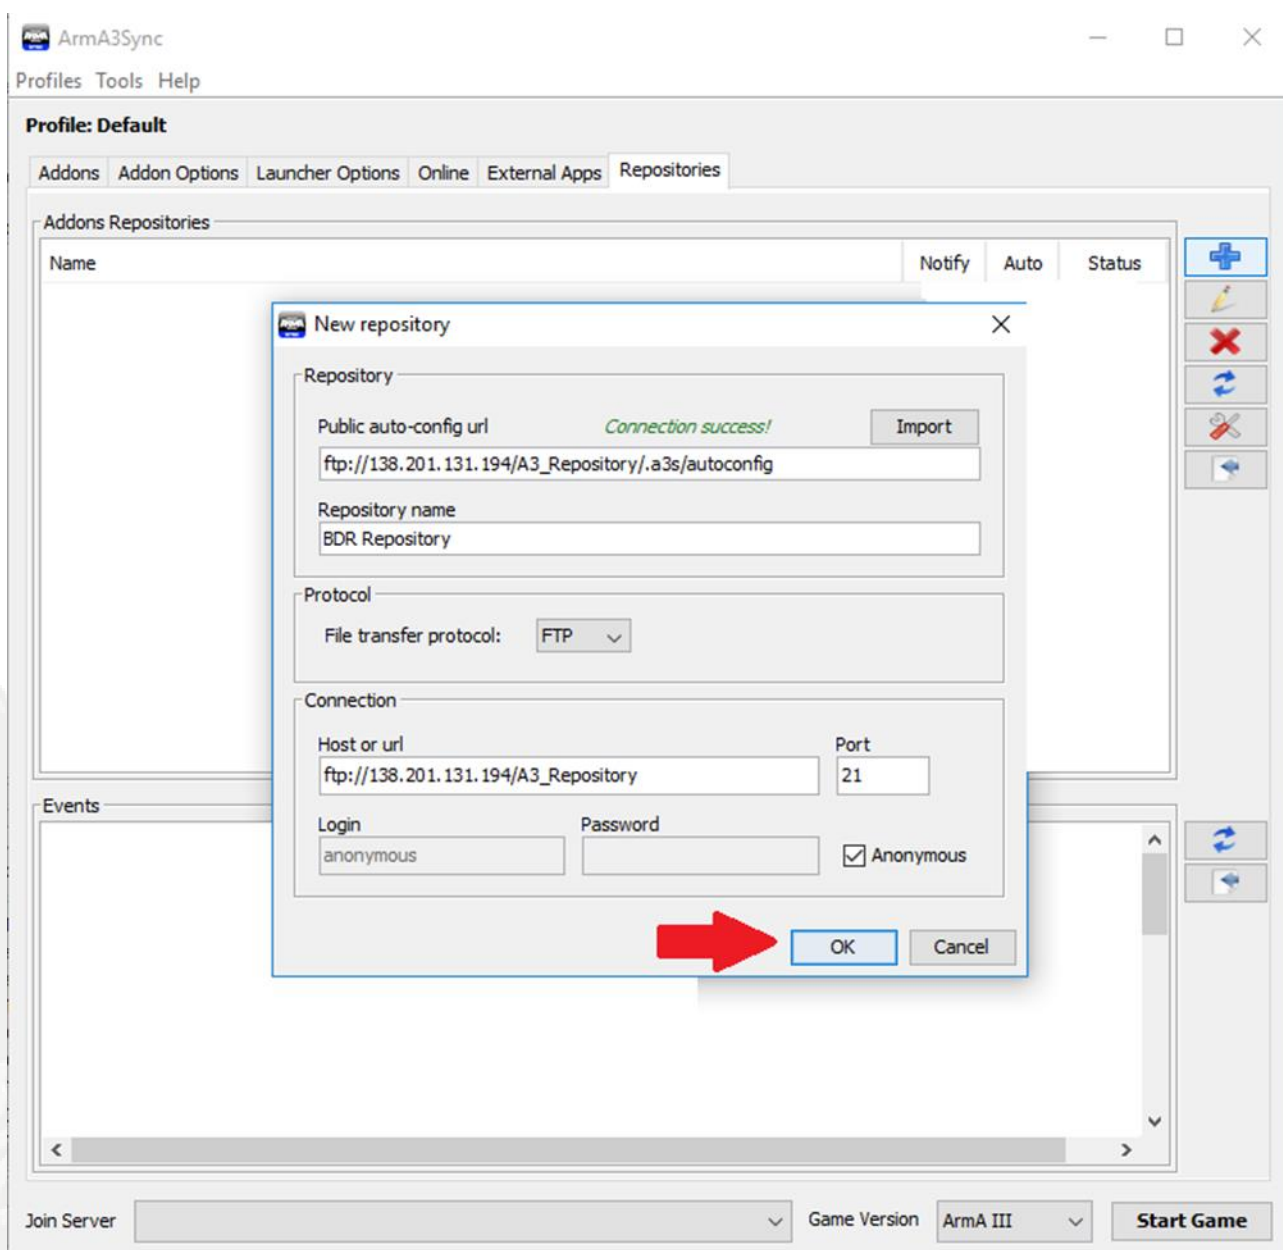 ArmA3Sync
Profiles Tools Help
Profile: Default
Addons Addon Options Launcher Options Online External Apps Repositories
Addons Repositories
Name Notify Auto Status
New repository
Repository
Public auto-config url Connection success! Import
ftp://138.201.131.194/A3_Repository/.a3s/autoconfig
Repository name
BDR Repository
Protocol
File transfer protocol: FTP
Connection
Host or url Port
ftp://138.201.131.194/A3_Repository 21
Events
Login Password
anonymous Anonymous
OK Cancel
Join Server Game Version ArmA III Start Game